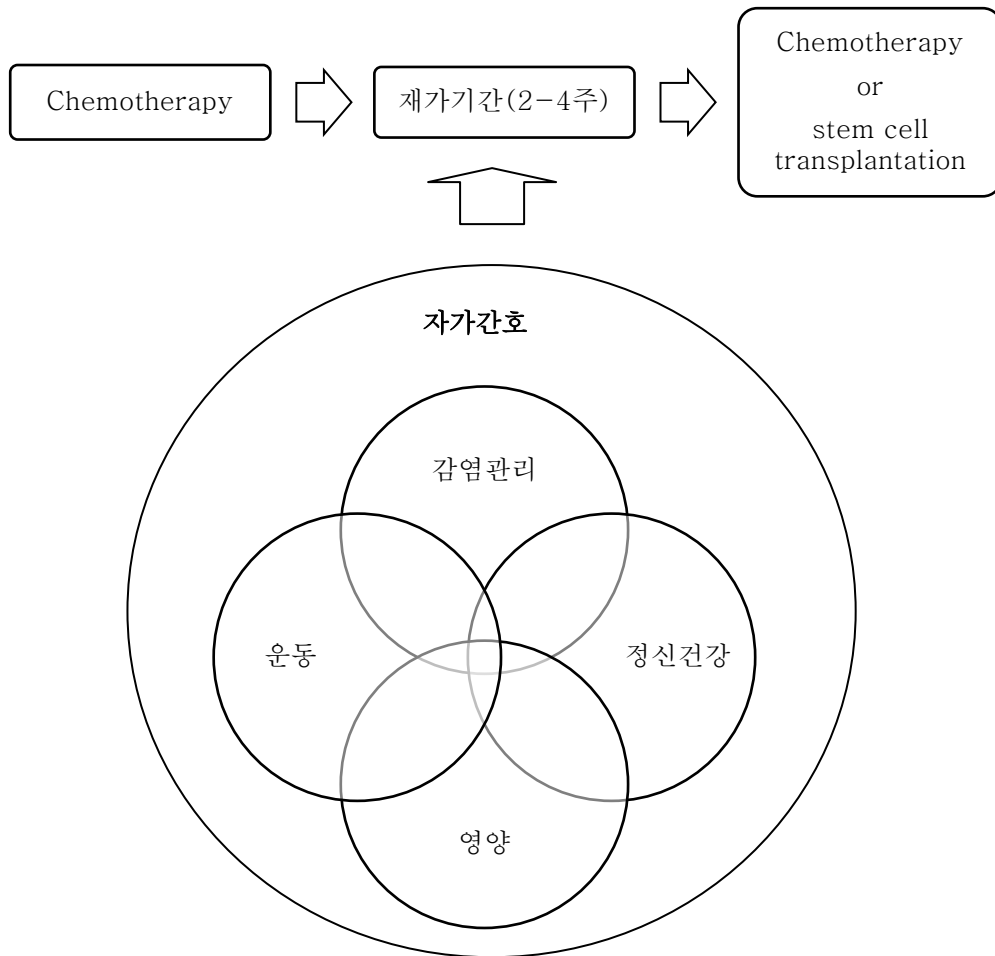 Chemotherapy
재가기간(2-4주)
Chemotherapy
or
stem cell
transplantation
자가간호
감염관리
운동
정신건강
영양